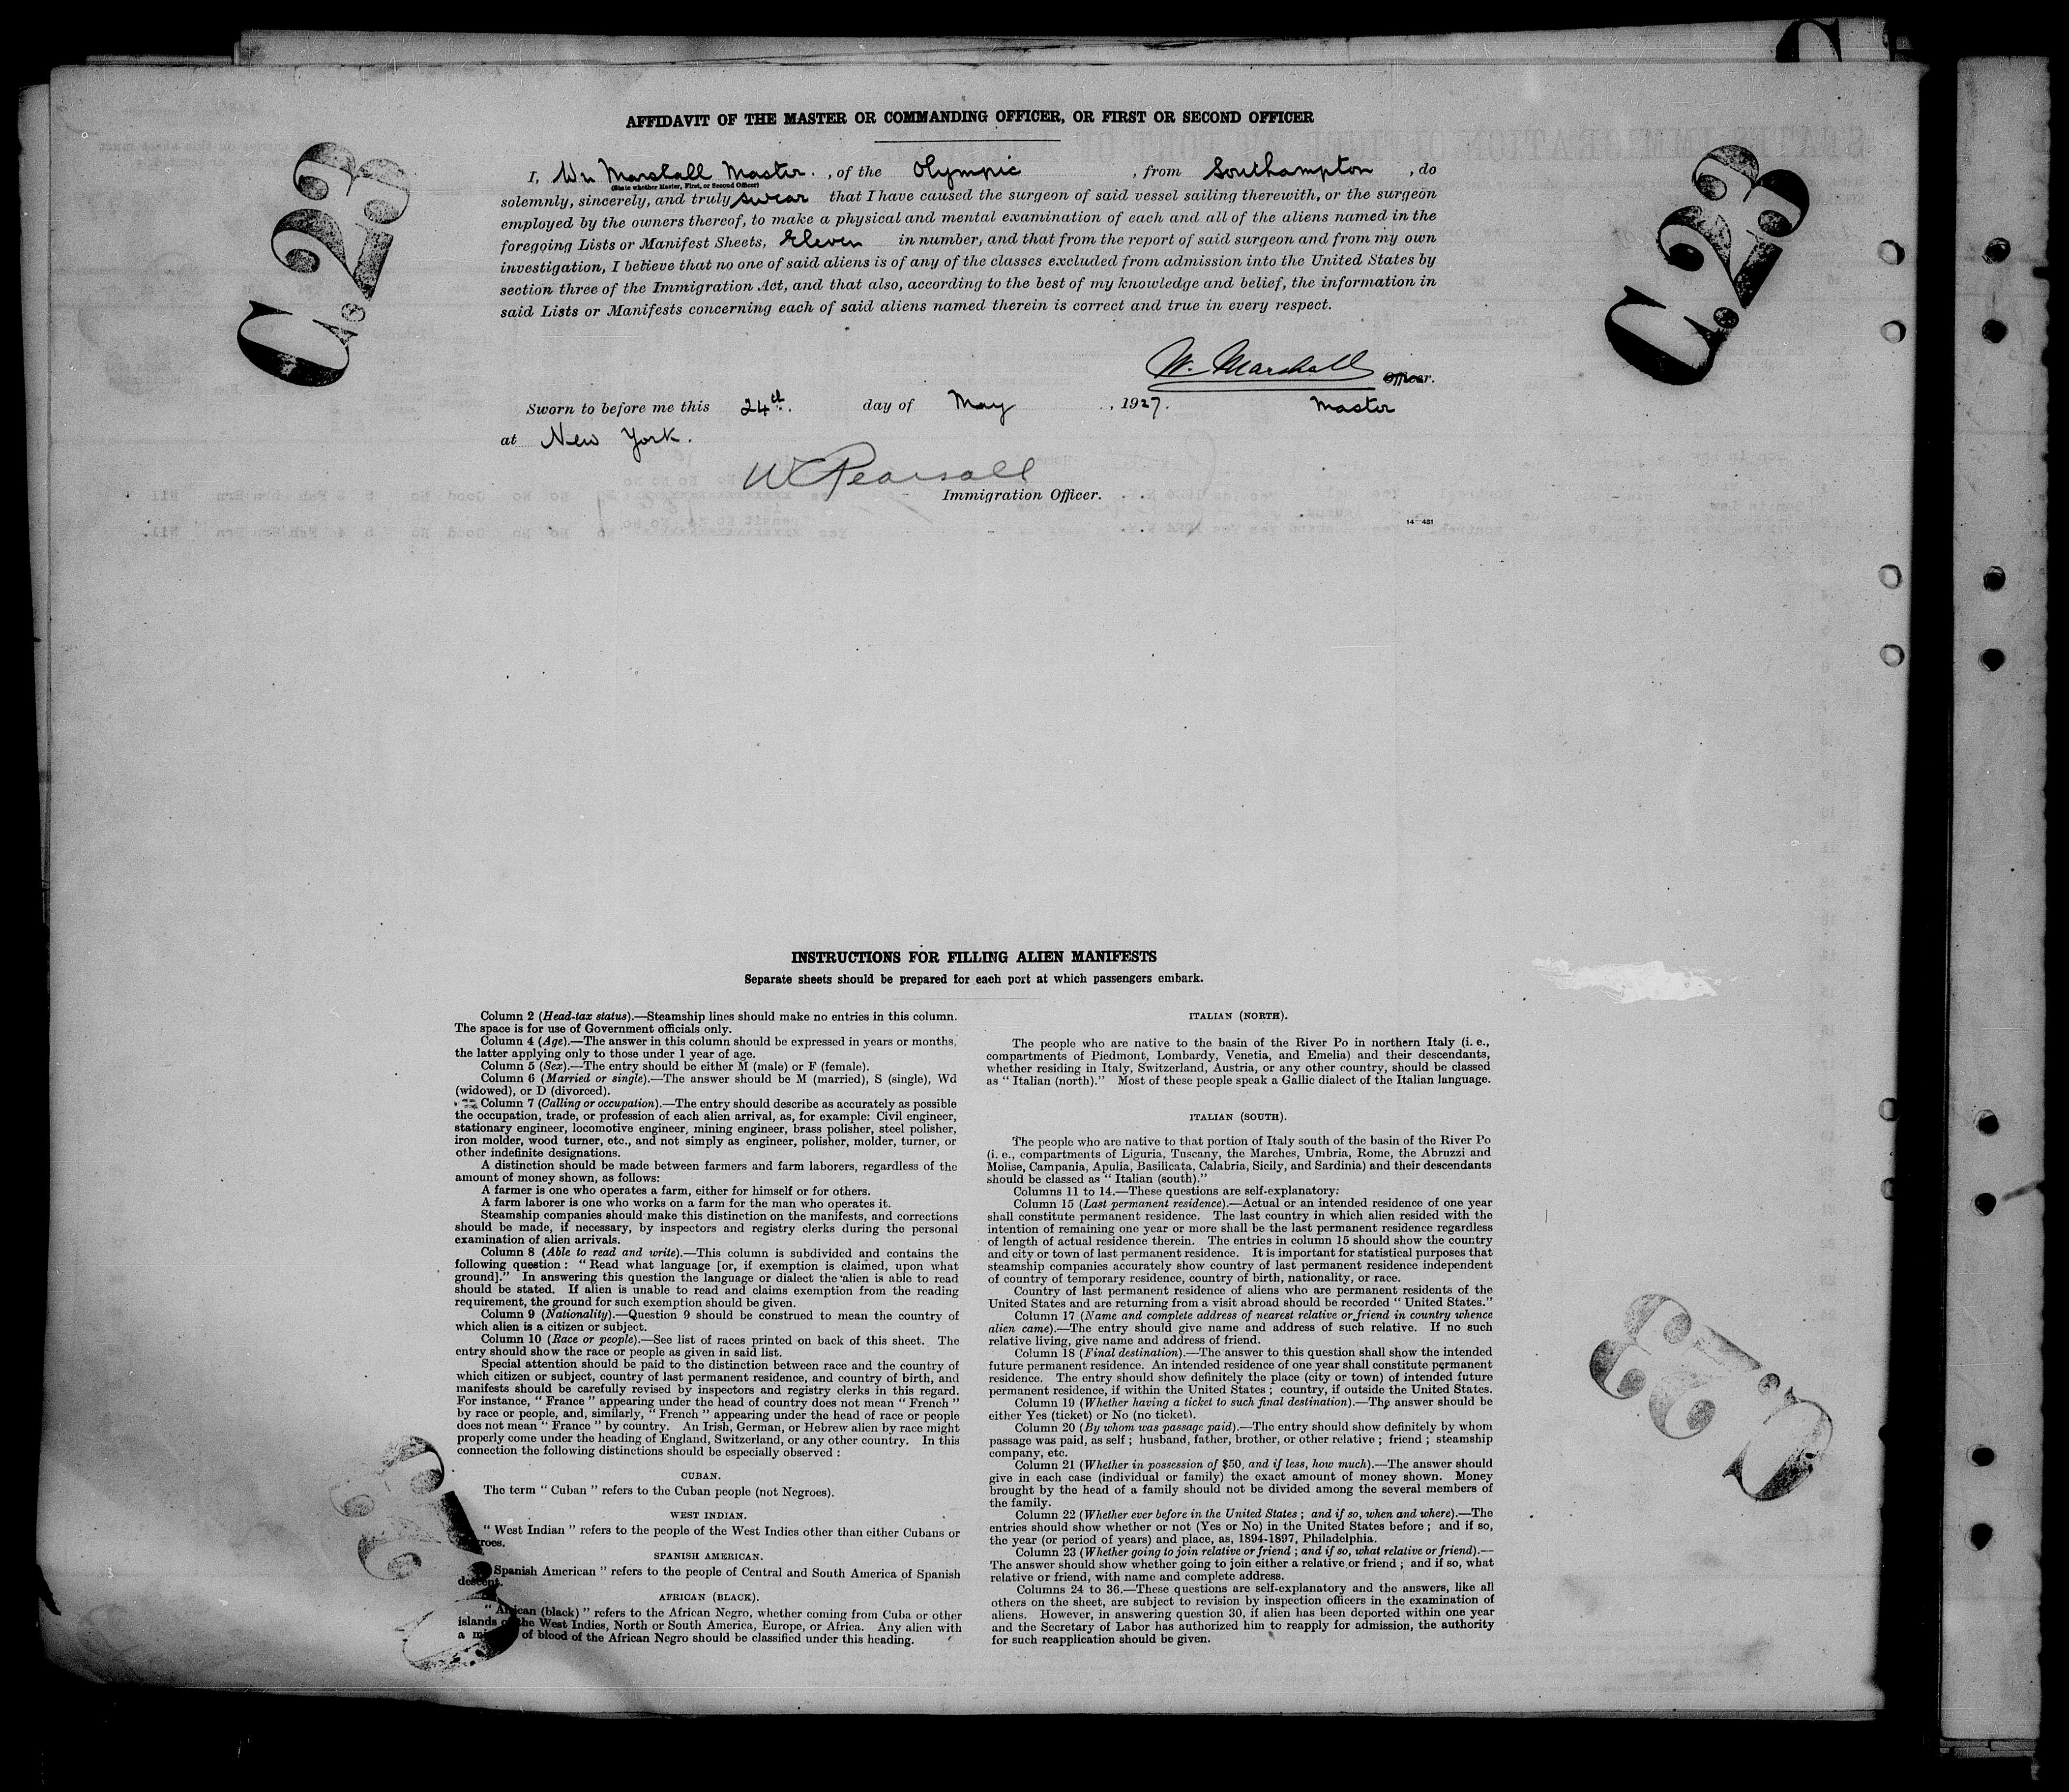 AFFIDAVIT OF THE MASTER OR COMMANDING OFFICER, OR FIRST OR SECOND OFFICER
C.23
C.23
I, Wm Marshall Master. , of the Olympic , from Southampton , do
(State whether Master, First, or Second Officer)
solemnly, sincerely, and truly swear that I have caused the surgeon of said vessel sailing therewith, or the surgeon
employed by the owners thereof, to make a physical and mental examination of each and all of the aliens named in the
foregoing Lists or Manifest Sheets, Eleven in number, and that from the report of said surgeon and from my own
investigation, I believe that no one of said aliens is of any of the classes excluded from admission into the United States by
section three of the Immigration Act, and that also, according to the best of my knowledge and belief, the information in
said Lists or Manifests concerning each of said aliens named therein is correct and true in every respect.
W. Marshall Officer.
Sworn to before me this 24th. day of May , 1927. Master
at New York.
W C Pearsall
Immigration Officer.
14—481
INSTRUCTIONS FOR FILLING ALIEN MANIFESTS
Separate sheets should be prepared for each port at which passengers embark.
Column 2 (Head-tax status).—Steamship lines should make no entries in this column.
The space is for use of Government officials only.
Column 4 (Age).—The answer in this column should be expressed in years or months,
the latter applying only to those under 1 year of age.
Column 5 (Sex).—The entry should be either M (male) or F (female).
Column 6 (Married or single).—The answer should be M (married), S (single), Wd
(widowed), or D (divorced).
Column 7 (Calling or occupation).—The entry should describe as accurately as possible
the occupation, trade, or profession of each alien arrival, as, for example: Civil engineer,
stationary engineer, locomotive engineer, mining engineer, brass polisher, steel polisher,
iron molder, wood turner, etc., and not simply as engineer, polisher, molder, turner, or
other indefinite designations.
A distinction should be made between farmers and farm laborers, regardless of the
amount of money shown, as follows:
A farmer is one who operates a farm, either for himself or for others.
A farm laborer is one who works on a farm for the man who operates it.
Steamship companies should make this distinction on the manifests, and corrections
should be made, if necessary, by inspectors and registry clerks during the personal
examination of alien arrivals.
Column 8 (Able to read and write).—This column is subdivided and contains the
following question : “ Read what language [or, if exemption is claimed, upon what
ground].” In answering this question the language or dialect the alien is able to read
should be stated. If alien is unable to read and claims exemption from the reading
requirement, the ground for such exemption should be given.
Column 9 (Nationality).—Question 9 should be construed to mean the country of
which alien is a citizen or subject.
Column 10 (Race or people).—See list of races printed on back of this sheet. The
entry should show the race or people as given in said list.
Special attention should be paid to the distinction between race and the country of
which citizen or subject, country of last permanent residence, and country of birth, and
manifests should be carefully revised by inspectors and registry clerks in this regard.
For instance, “ France ” appearing under the head of country does not mean “ French ”
by race or people, and, similarly, “ French ” appearing under the head of race or people
does not mean “ France ” by country. An Irish, German, or Hebrew alien by race might
properly come under the heading of England, Switzerland, or any other country. In this
connection the following distinctions should be especially observed :
CUBAN.
The term “ Cuban ” refers to the Cuban people (not Negroes).
WEST INDIAN.
“ West Indian ” refers to the people of the West Indies other than either Cubans or
Negroes.
SPANISH AMERICAN.
“ Spanish American ” refers to the people of Central and South America of Spanish
descent.
AFRICAN (BLACK).
“ African (black) ” refers to the African Negro, whether coming from Cuba or other
islands of the West Indies, North or South America, Europe, or Africa. Any alien with
a of blood of the African Negro should be classified under this heading.
ITALIAN (NORTH).
The people who are native to the basin of the River Po in northern Italy (i. e.,
compartments of Piedmont, Lombardy, Venetia, and Emelia) and their descendants,
whether residing in Italy, Switzerland, Austria, or any other country, should be classed
as “ Italian (north).” Most of these people speak a Gallic dialect of the Italian language.
ITALIAN (SOUTH).
The people who are native to that portion of Italy south of the basin of the River Po
(i. e., compartments of Liguria, Tuscany, the Marches, Umbria, Rome, the Abruzzi and
Molise, Campania, Apulia, Basilicata, Calabria, Sicily, and Sardinia) and their descendants
should be classed as “ Italian (south).”
Columns 11 to 14.—These questions are self-explanatory:
Column 15 (Last permanent residence).—Actual or an intended residence of one year
shall constitute permanent residence. The last country in which alien resided with the
intention of remaining one year or more shall be the last permanent residence regardless
of length of actual residence therein. The entries in column 15 should show the country
and city or town of last permanent residence. It is important for statistical purposes that
steamship companies accurately show country of last permanent residence independent
of country of temporary residence, country of birth, nationality, or race.
Country of last permanent residence of aliens who are permanent residents of the
United States and are returning from a visit abroad should be recorded “ United States.”
Column 17 (Name and complete address of nearest relative or friend in country whence
alien came).—The entry should give name and address of such relative. If no such
relative living, give name and address of friend.
Column 18 (Final destination).—The answer to this question shall show the intended
future permanent residence. An intended residence of one year shall constitute permanent
residence. The entry should show definitely the place (city or town) of intended future
permanent residence, if within the United States ; country, if outside the United States.
Column 19 (Whether having a ticket to such final destination).—The answer should be
either Yes (ticket) or No (no ticket).
Column 20 (By whom was passage paid).—The entry should show definitely by whom
passage was paid, as self ; husband, father, brother, or other relative ; friend ; steamship
company, etc.
Column 21 (Whether in possession of $50, and if less, how much).—The answer should
give in each case (individual or family) the exact amount of money shown. Money
brought by the head of a family should not be divided among the several members of
the family.
Column 22 (Whether ever before in the United States ; and if so, when and where).—The
entries should show whether or not (Yes or No) in the United States before ; and if so,
the year (or period of years) and place, as, 1894-1897, Philadelphia.
Column 23 (Whether going to join relative or friend ; and if so, what relative or friend).—
The answer should show whether going to join either a relative or friend ; and if so, what
relative or friend, with name and complete address.
Columns 24 to 36.—These questions are self-explanatory and the answers, like all
others on the sheet, are subject to revision by inspection officers in the examination of
aliens. However, in answering question 30, if alien has been deported within one year
and the Secretary of Labor has authorized him to reapply for admission, the authority
for such reapplication should be given.
C.23
C.23